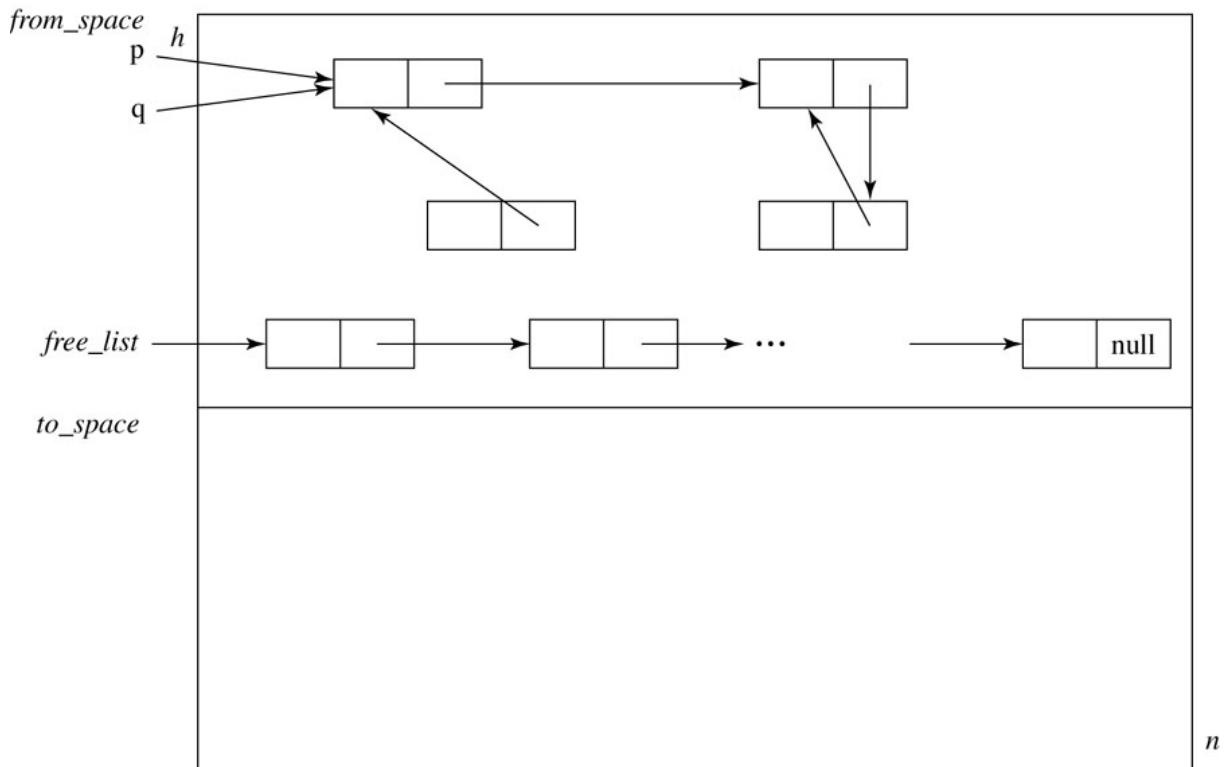 from_space
h
p
q
free_list
...
null
to_space
n